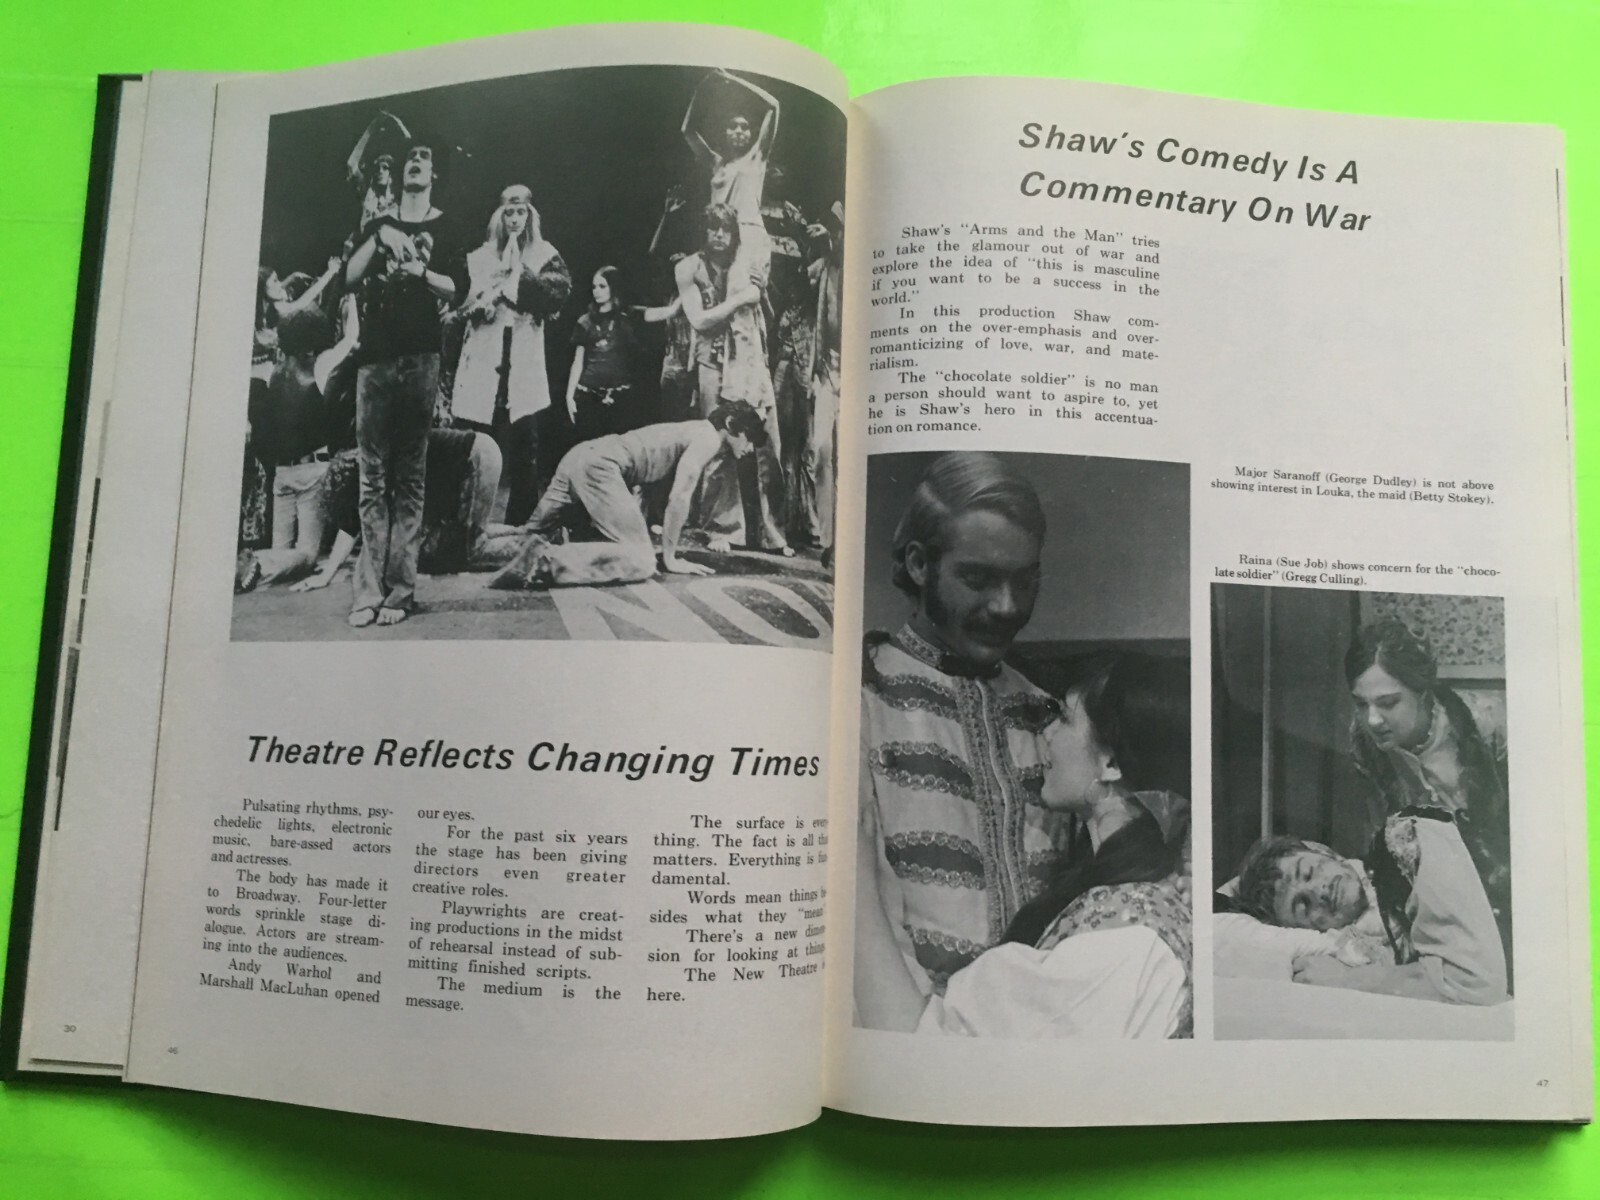 NO
Theatre Reflects Changing Times
Pulsating rhythms, psy-
chedelic lights, electronic
music, bare-assed actors
and actresses.
The body has made it
to Broadway. Four-letter
words sprinkle stage di-
alogue. Actors are stream-
ing into the audiences.
Andy Warhol and
Marshall MacLuhan opened
our eyes.
For the past six years
the stage has been giving
directors even greater
creative roles.
Playwrights are creat-
ing productions in the midst
of rehearsal instead of sub-
mitting finished scripts.
The medium is the
message.
The surface is
thing. The fact is all
matters. Everything is
damental.
Words mean things
sides what they
There's a new
sion for looking at
The New Theatre
here.
30
46
Shaw's Comedy Is A
Commentary On War
Shaw's "Arms and the Man" tries
to take the glamour out of war and
explore the idea of "this is masculine
if you want to be a success in the
world."
In this production Shaw com-
ments on the over-emphasis and over-
romanticizing of love, war, and mate-
rialism.
The "chocolate soldier" is no man
a person should want to aspire to, yet
he is Shaw's hero in this accentua-
tion on romance.
Major Saranoff (George Dudley) is not above
showing interest in Louka, the maid (Betty Stokey).
Raina (Sue Job) shows concern for the "choco-
late soldier" (Gregg Culling).
47